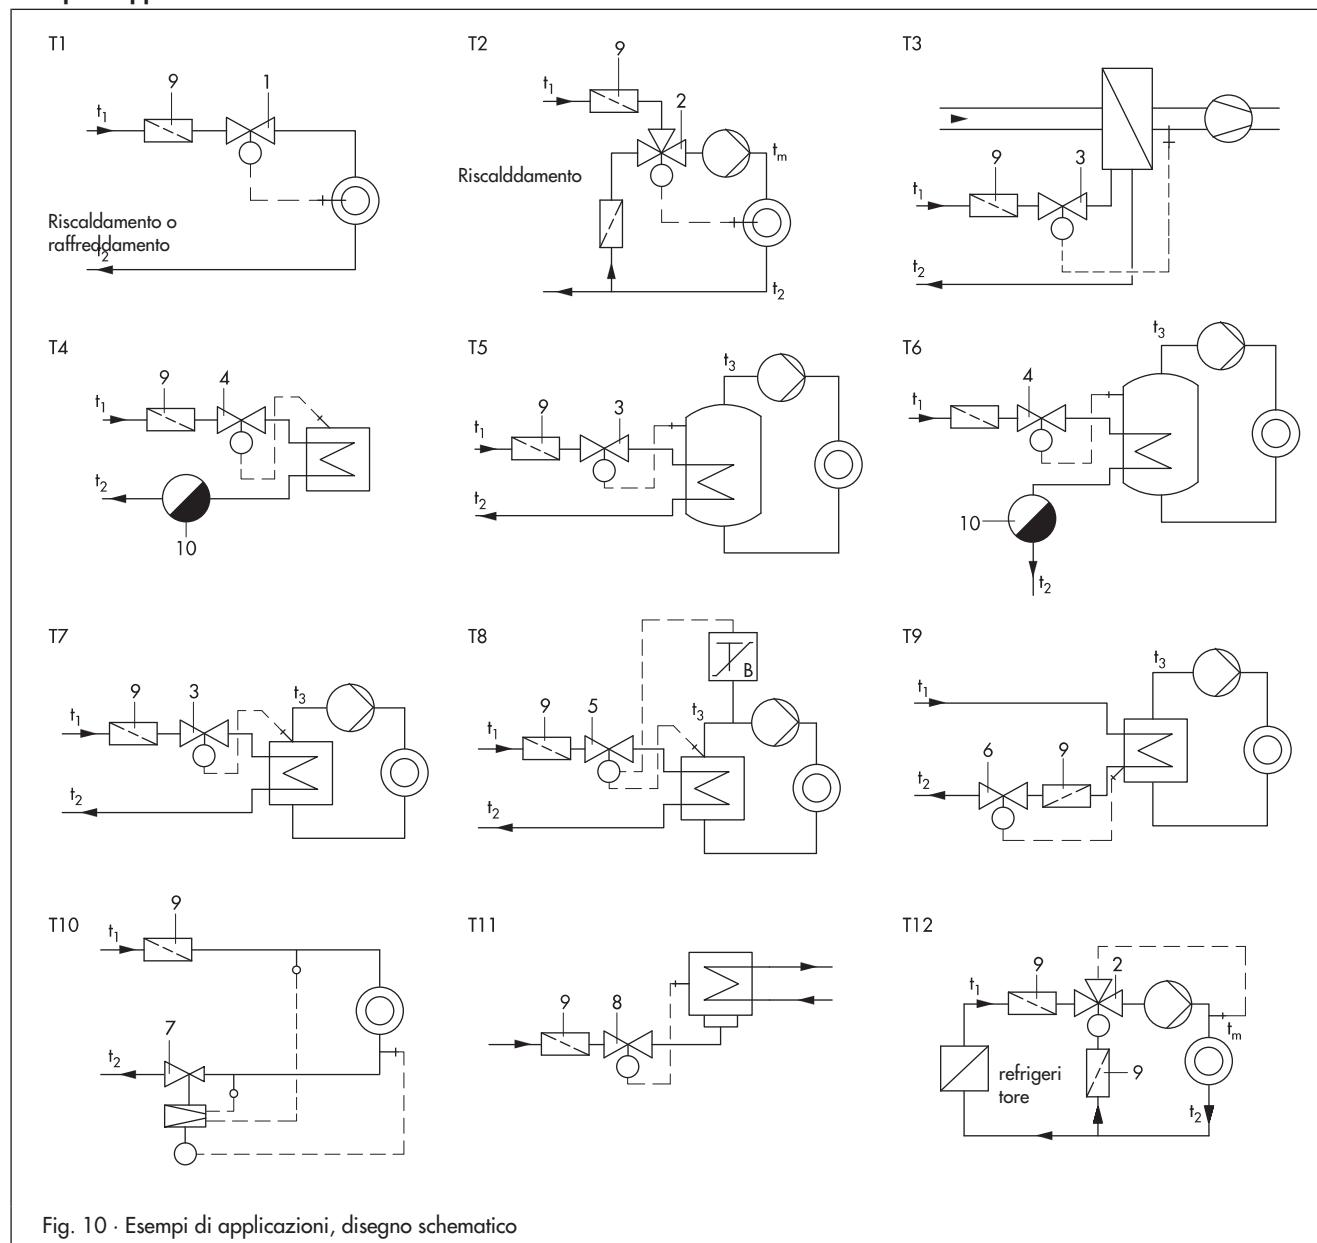 T1
9
1
t1
Riscaldamento o
raffreddamento
t2
T2
9
t1
2
tm
Riscalddamento
t2
T3
9
3
t1
t2
T4
9
4
t1
t2
10
T5
t3
9
3
t1
t2
T6
t3
4
t1
10
t2
T7
9
3
t3
t1
t2
T8
B
9
5
t3
t1
t2
T9
t3
t1
6
9
t2
T10
9
t1
7
t2
T11
9
8
T12
9
2
t1
tm
refrigeri
tore
9
t2
Fig. 10 · Esempi di applicazioni, disegno schematico